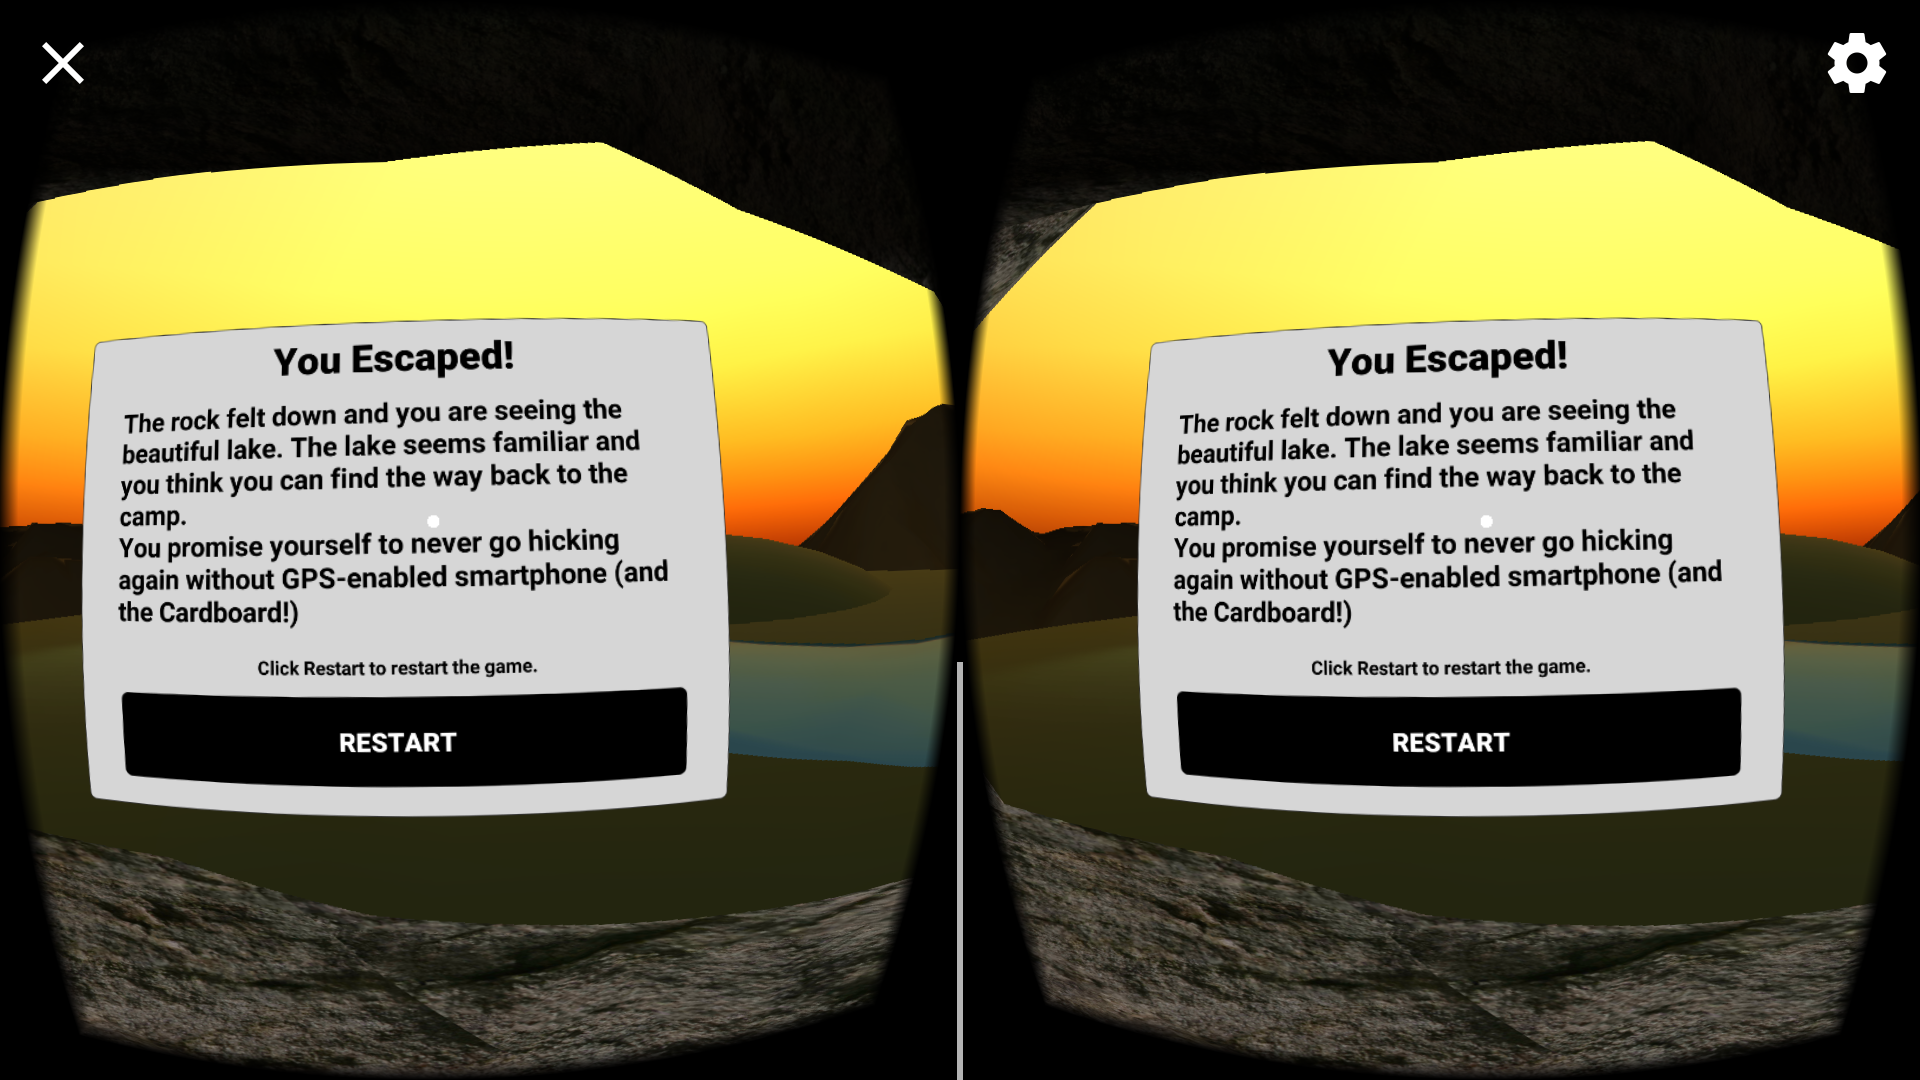 You Escaped!
The rock felt down and you are seeing the
beautiful lake. The lake seems familiar and
you think you can find the way back to the
camp.
You promise yourself to never go hicking
again without GPS-enabled smartphone (and
the Cardboard!)
Click Restart to restart the game.
RESTART
You Escaped!
The rock felt down and you are seeing the
beautiful lake. The lake seems familiar and
you think you can find the way back to the
camp.
You promise yourself to never go hicking
again without GPS-enabled smartphone (and
the Cardboard!)
Click Restart to restart the game.
RESTART